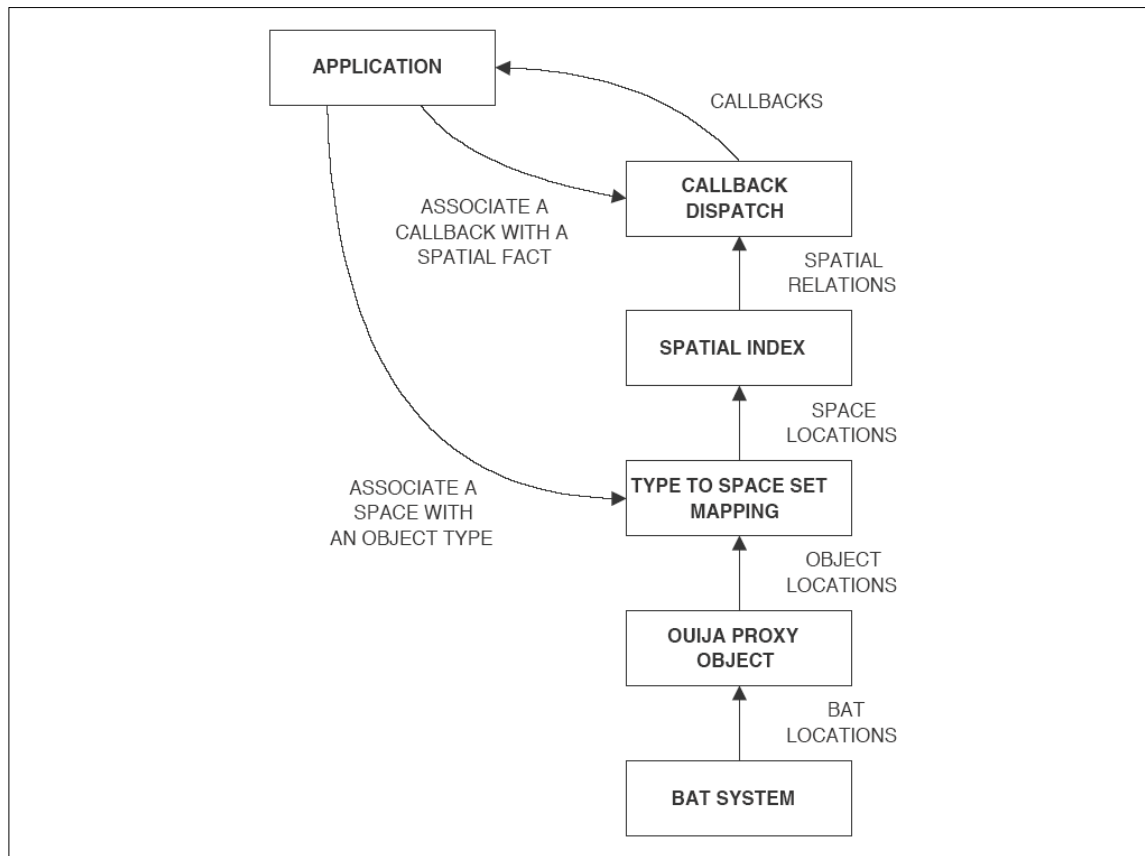 APPLICATION
CALLBACKS
CALLBACK
DISPATCH
ASSOCIATE A
CALLBACK WITH A
SPATIAL FACT
SPATIAL
RELATIONS
SPATIAL INDEX
SPACE
LOCATIONS
TYPE TO SPACE SET
MAPPING
ASSOCIATE A
SPACE WITH
AN OBJECT TYPE
OBJECT
LOCATIONS
OUIJA PROXY
OBJECT
BAT
LOCATIONS
BAT SYSTEM